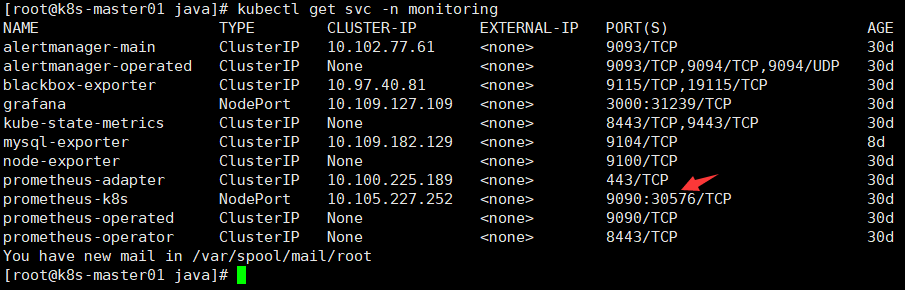 [root@k8s-master01 java]# kubectl get svc -n monitoring
NAME TYPE CLUSTER-IP EXTERNAL-IP PORT(S) AGE
alertmanager-main ClusterIP 10.102.77.61 <none> 9093/TCP 30d
alertmanager-operated ClusterIP None <none> 9093/TCP,9094/TCP,9094/UDP 30d
blackbox-exporter ClusterIP 10.97.40.81 <none> 9115/TCP,19115/TCP 30d
grafana NodePort 10.109.127.109 <none> 3000:31239/TCP 30d
kube-state-metrics ClusterIP None <none> 8443/TCP,9443/TCP 30d
mysql-exporter ClusterIP 10.109.182.129 <none> 9104/TCP 8d
node-exporter ClusterIP None <none> 9100/TCP 30d
prometheus-adapter ClusterIP 10.100.225.189 <none> 443/TCP 30d
prometheus-k8s NodePort 10.105.227.252 <none> 9090:30576/TCP 30d
prometheus-operated ClusterIP None <none> 9090/TCP 30d
prometheus-operator ClusterIP None <none> 8443/TCP 30d
You have new mail in /var/spool/mail/root
[root@k8s-master01 java]#